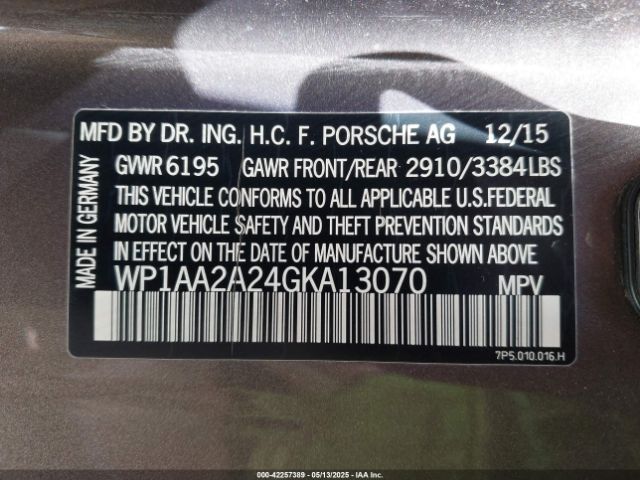 MFD BY DR. ING. H.C. F. PORSCHE AG 12/15
GVWR 6195 GAWR FRONT/REAR 2910/3384 LBS
THIS VEHICLE CONFORMS TO ALL APPLICABLE U.S. FEDERAL
MOTOR VEHICLE SAFETY AND THEFT PREVENTION STANDARDS
IN EFFECT ON THE DATE OF MANUFACTURE SHOWN ABOVE
WP1AA2A24GKA13070 MPV
MADE IN GERMANY
7P5.010.016.H
000-42257389 - 05/13/2025 - IAAI.COM